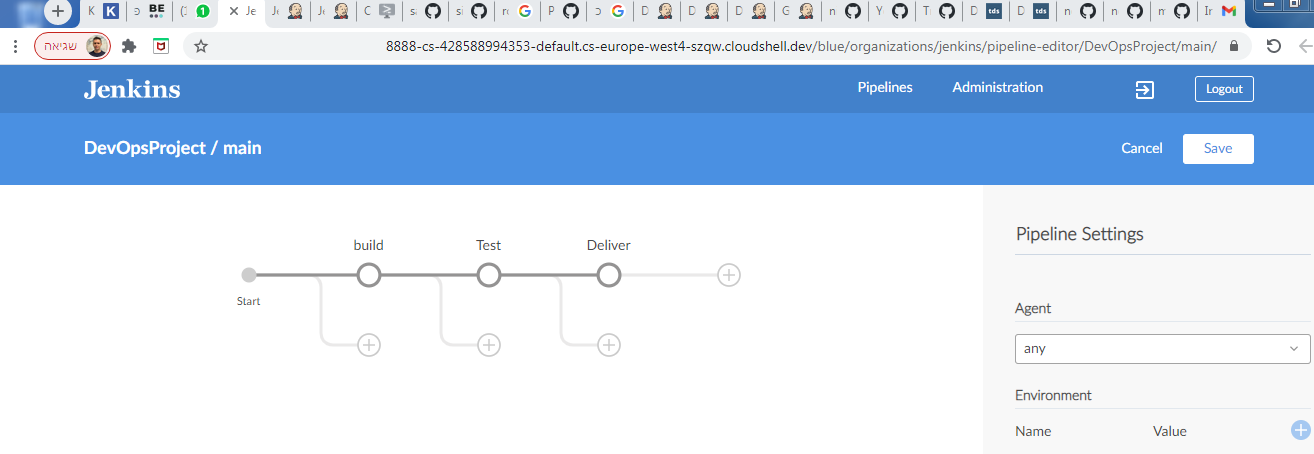 K
K
פ
BE
(
1
Je
Je
Je
C
s
s
r
G
P
כ
G
D
D
D
G
n
Y
T
D
tds
D
tds
n
n
m
Ir
שגיאה
8888-cs-428588994353-default.cs-europe-west4-szqw.cloudshell.dev/blue/organizations/jenkins/pipeline-editor/DevOpsProject/main/
Jenkins
Pipelines
Administration
Logout
DevOpsProject / main
Cancel
Save
build
Test
Deliver
Start
Pipeline Settings
Agent
any
Environment
Name
Value